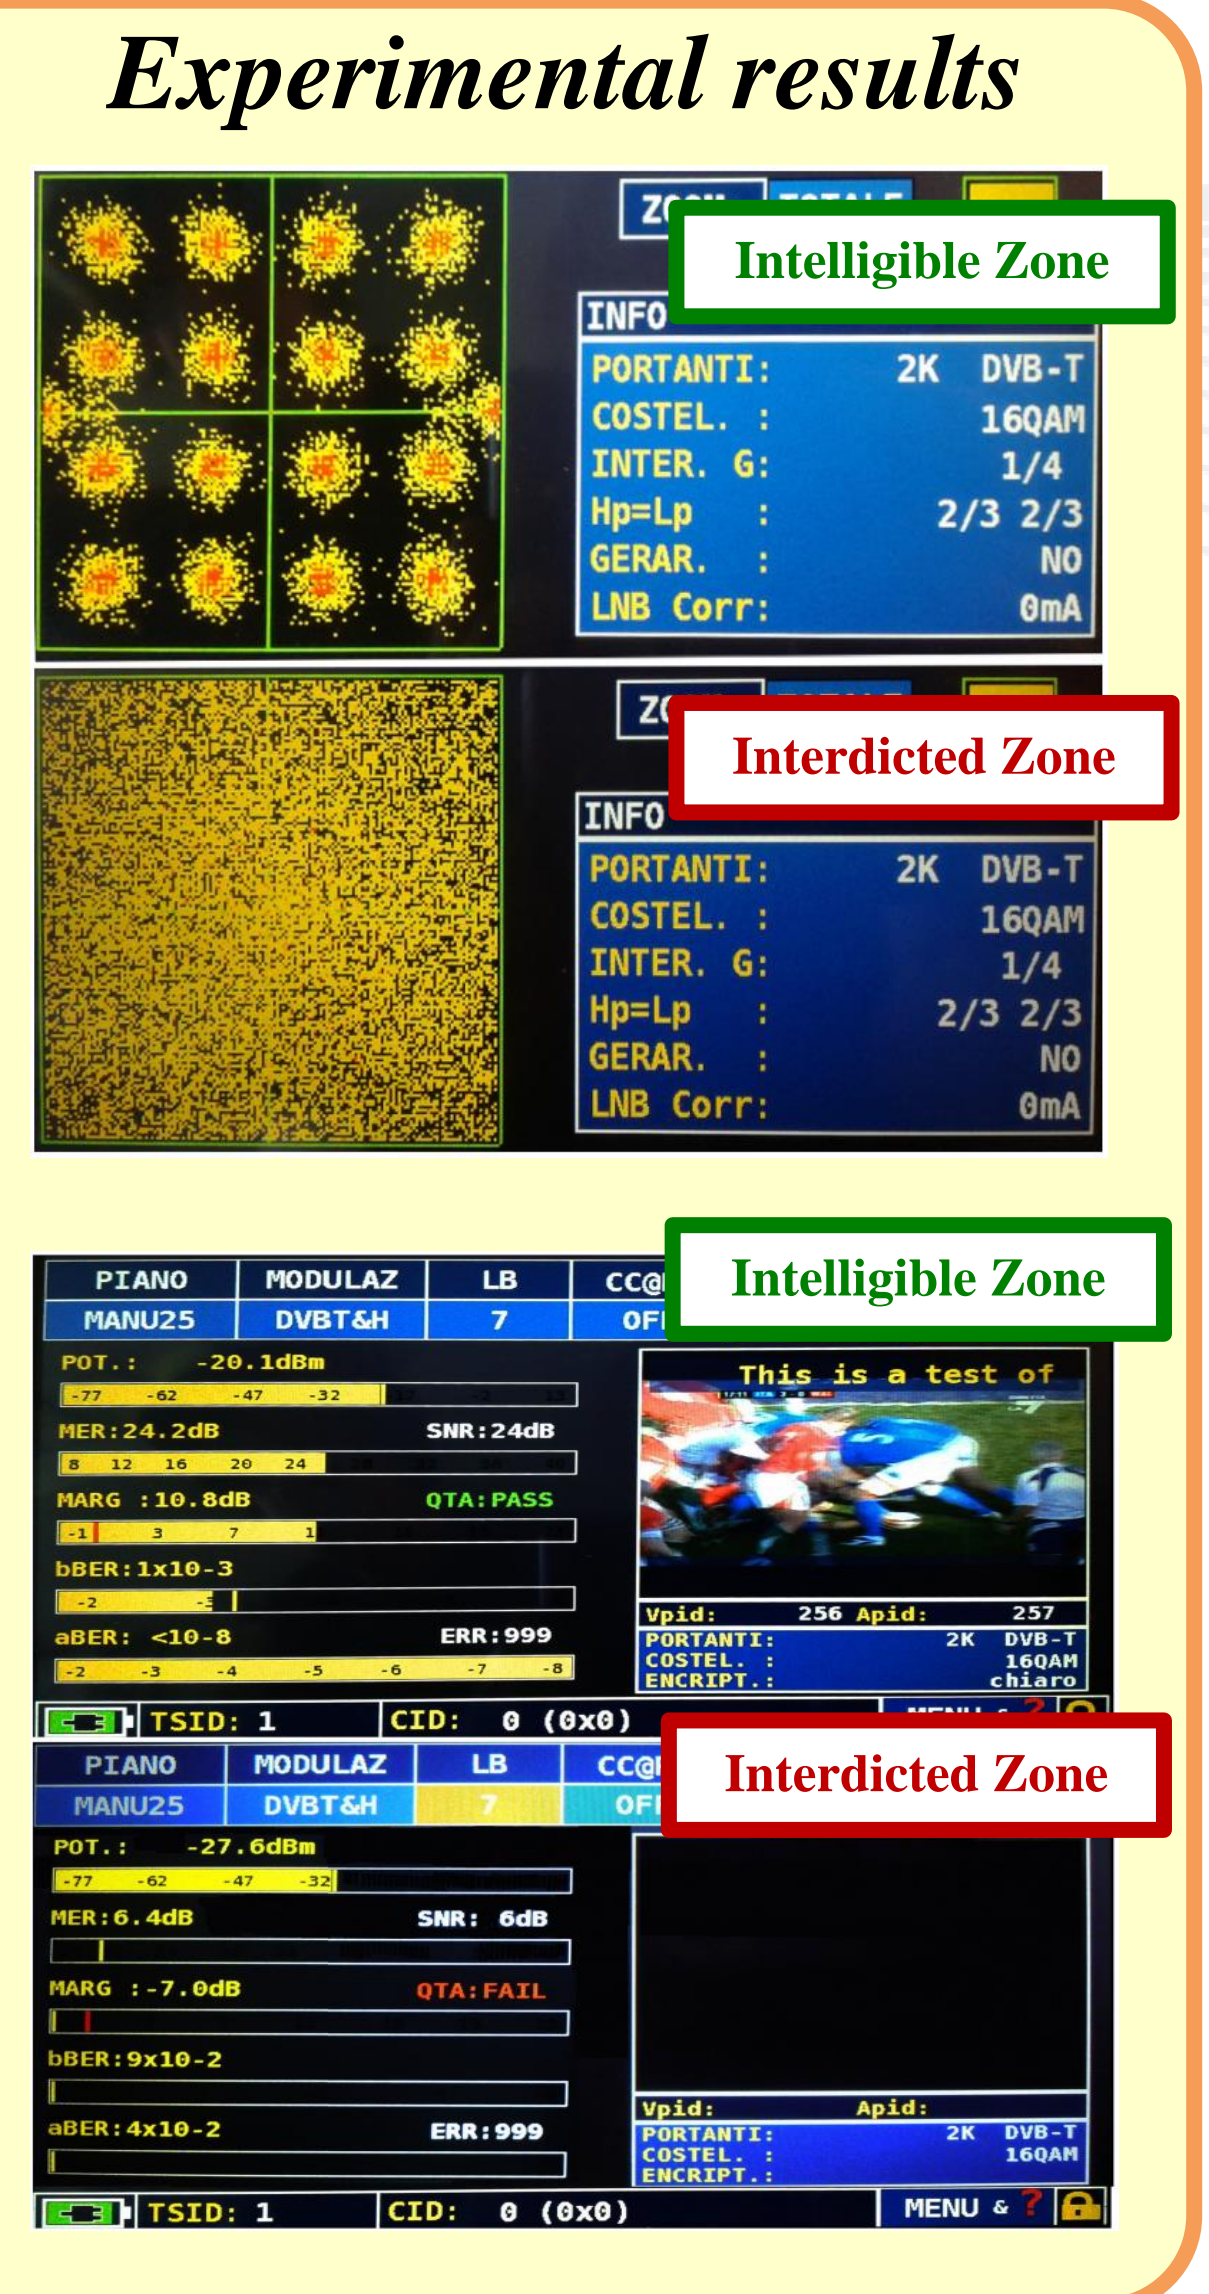 Experimental results
Intelligible Zone
INFO
PORTANTI: 2K DVB-T
COSTEL. : 16QAM
INTER. G: 1/4
Hp=Lp : 2/3 2/3
GERAR. : NO
LNB Corr: 0mA
Interdicted Zone
INFO
PORTANTI: 2K DVB-T
COSTEL. : 16QAM
INTER. G: 1/4
Hp=Lp : 2/3 2/3
GERAR. : NO
LNB Corr: 0mA
Intelligible Zone
PIANO MODULAZ LB
MANU25 DVBT&H 7
POT.: -20.1dBm
-77 -62 -47 -32
MER:24.2dB SNR:24dB
8 12 16 20 24
MARG :10.8dB QTA:PASS
-1 3 7 1
bBER:1x10-3
-2 -3
aBER: <10-8 ERR:999
-2 -3 -4 -5 -6 -7 -8
This is a test of
Vpid: 256 Apid: 257
PORTANTI: 2K DVB-T
COSTEL. : 16QAM
ENCRIPT.: chiaro
TSID: 1 CID: 0 (0x0)
Interdicted Zone
PIANO MODULAZ LB
MANU25 DVBT&H 7
POT.: -27.6dBm
-77 -62 -47 -32
MER:6.4dB SNR: 6dB
MARG :-7.0dB QTA:FAIL
bBER:9x10-2
aBER:4x10-2 ERR:999
Vpid: Apid:
PORTANTI: 2K DVB-T
COSTEL. : 16QAM
ENCRIPT.:
TSID: 1 CID: 0 (0x0) MENU & ?